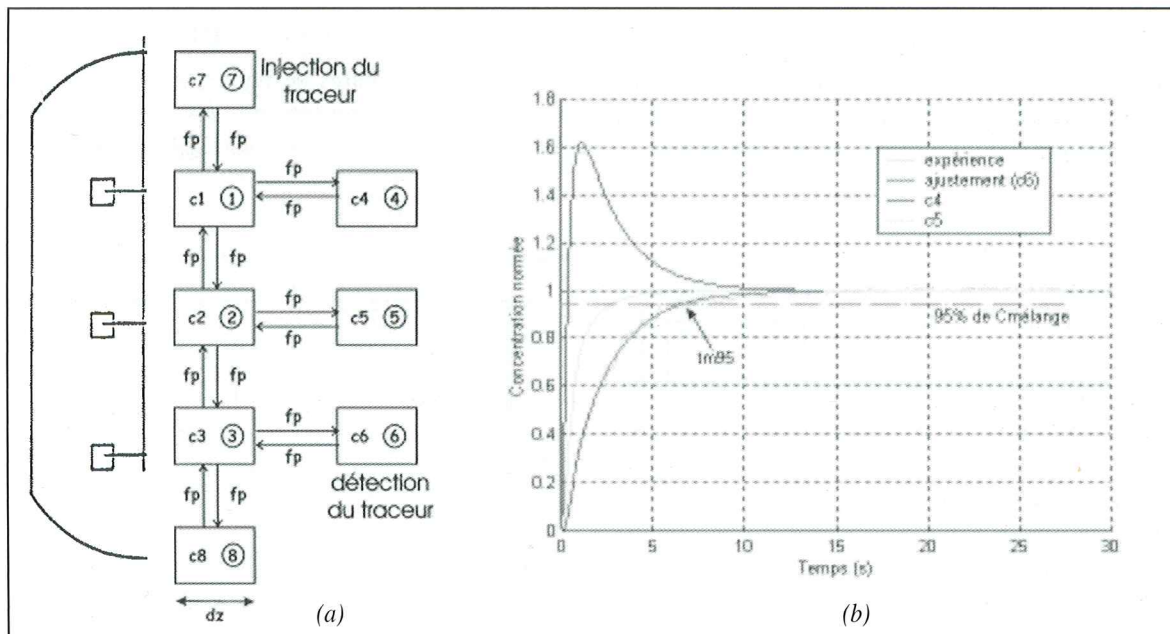 c7 ⑦
injection du
traceur
fp fp
c1 ①
fp
fp
c4 ④
fp fp
c2 ②
fp
fp
c5 ⑤
fp fp
c3 ③
fp
fp
c6 ⑥
détection
du traceur
fp fp
c8 ⑧
dz
(a)
1.8
1.6
1.4
1.2
1
0.8
0.6
0.4
0.2
0
Concentration normée
expérience
ajustement (c6)
c4
c5
95% de Cmélange
tm95
0 5 10 15 20 25 30
Temps (s)
(b)